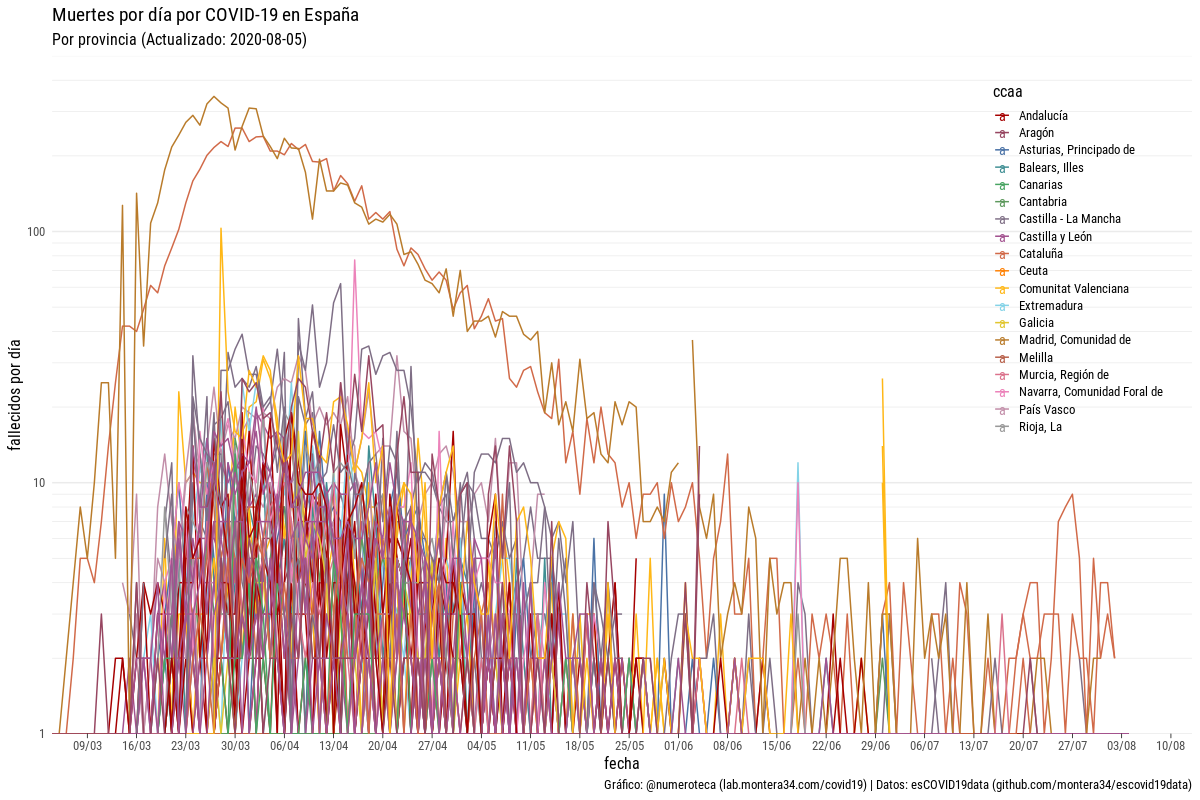 Muertes por día por COVID-19 en España
Por provincia (Actualizado: 2020-08-05)
ccaa
Andalucía
Aragón
Asturias, Principado de
Balears, Illes
Canarias
Cantabria
Castilla - La Mancha
Castilla y León
Cataluña
Ceuta
Comunitat Valenciana
Extremadura
Galicia
Madrid, Comunidad de
Melilla
Murcia, Región de
Navarra, Comunidad Foral de
País Vasco
Rioja, La
fallecidos por día
100
10
1
09/03 16/03 23/03 30/03 06/04 13/04 20/04 27/04 04/05 11/05 18/05 25/05 01/06 08/06 15/06 22/06 29/06 06/07 13/07 20/07 27/07 03/08 10/08
fecha
Gráfico: @numeroteca (lab.montera34.com/covid19) | Datos: esCOVID19data (github.com/montera34/escovid19data)